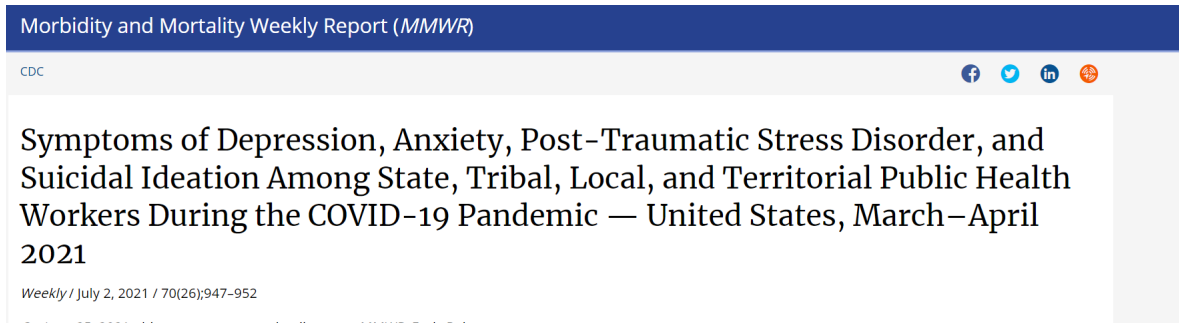 Morbidity and Mortality Weekly Report (MMWR)
CDC
Symptoms of Depression, Anxiety, Post-Traumatic Stress Disorder, and
Suicidal Ideation Among State, Tribal, Local, and Territorial Public Health
Workers During the COVID-19 Pandemic — United States, March–April
2021
Weekly / July 2, 2021 / 70(26);947–952